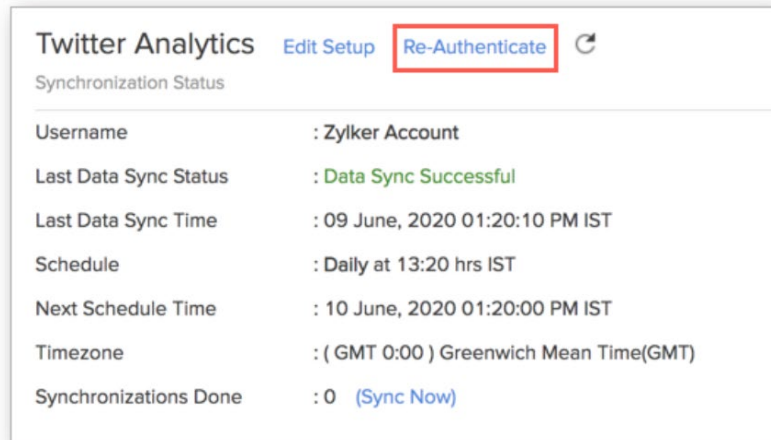 Twitter Analytics Edit Setup Re-Authenticate
Synchronization Status
Username : Zylker Account
Last Data Sync Status : Data Sync Successful
Last Data Sync Time : 09 June, 2020 01:20:10 PM IST
Schedule : Daily at 13:20 hrs IST
Next Schedule Time : 10 June, 2020 01:20:00 PM IST
Timezone : ( GMT 0:00 ) Greenwich Mean Time(GMT)
Synchronizations Done : 0 (Sync Now)